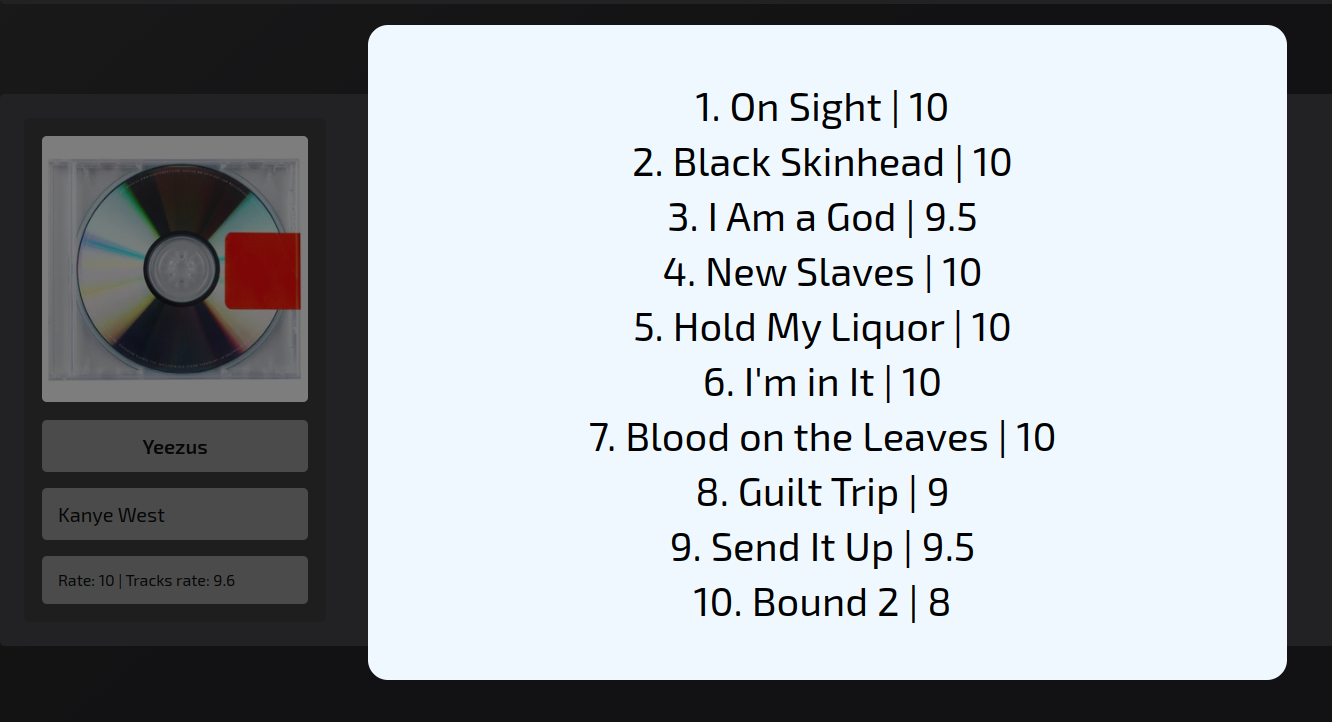 Yeezus
Kanye West
Rate: 10 | Tracks rate: 9.6
1. On Sight | 10
2. Black Skinhead | 10
3. I Am a God | 9.5
4. New Slaves | 10
5. Hold My Liquor | 10
6. I'm in It | 10
7. Blood on the Leaves | 10
8. Guilt Trip | 9
9. Send It Up | 9.5
10. Bound 2 | 8